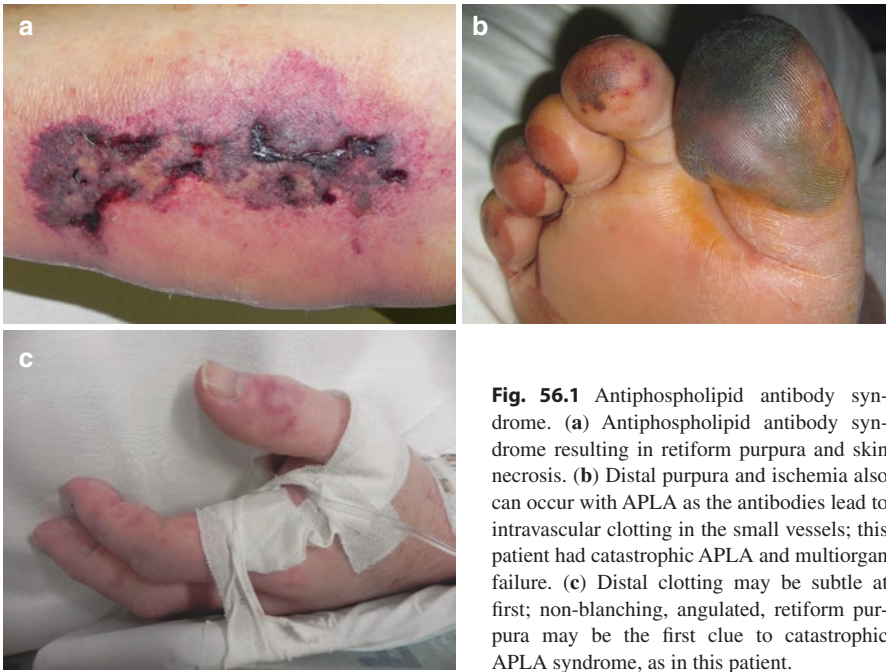 a
b
c
Fig. 56.1 Antiphospholipid antibody syn-
drome. (a) Antiphospholipid antibody syn-
drome resulting in retiform purpura and skin
necrosis. (b) Distal purpura and ischemia also
can occur with APLA as the antibodies lead to
intravascular clotting in the small vessels; this
patient had catastrophic APLA and multiorgan
failure. (c) Distal clotting may be subtle at
first; non-blanching, angulated, retiform pur-
pura may be the first clue to catastrophic
APLA syndrome, as in this patient.